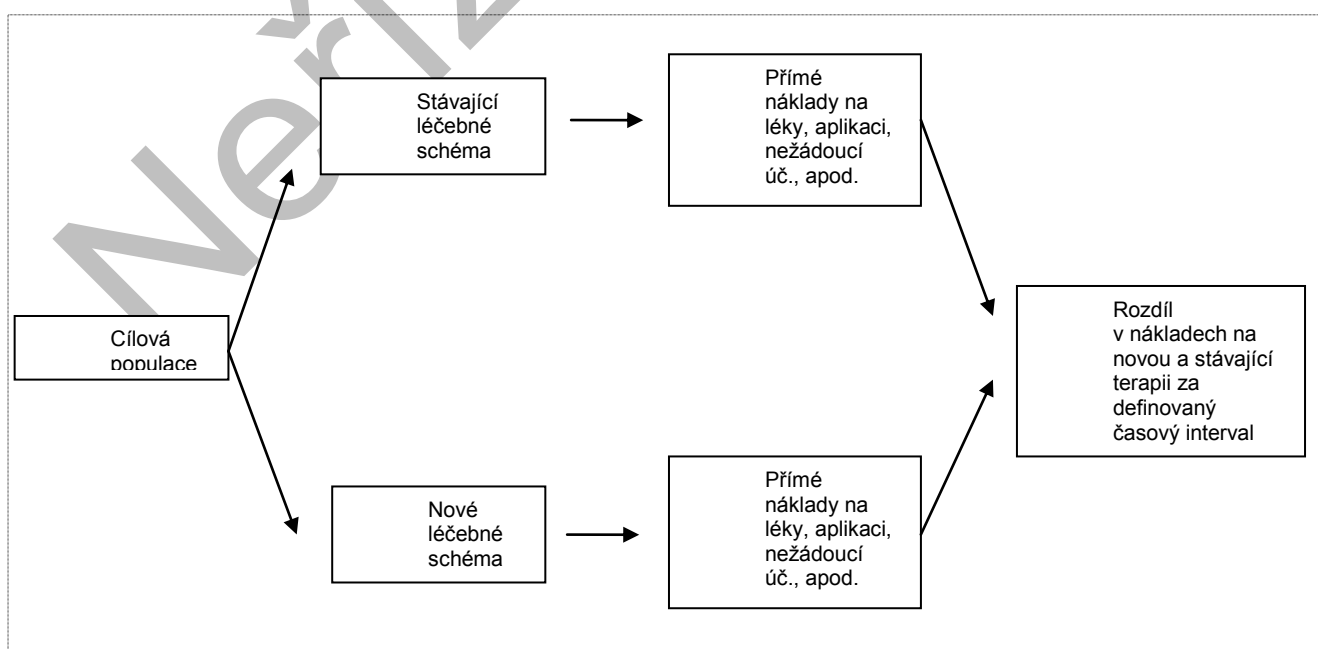 Stávající
léčebné
schéma
Přímé
náklady na
léky, aplikaci,
nežádoucí
úč., apod.
Cílová
populace
Rozdíl
v nákladech na
novou a stávající
terapii za
definovaný
časový interval
Nové
léčebné
schéma
Přímé
náklady na
léky, aplikaci,
nežádoucí
úč., apod.